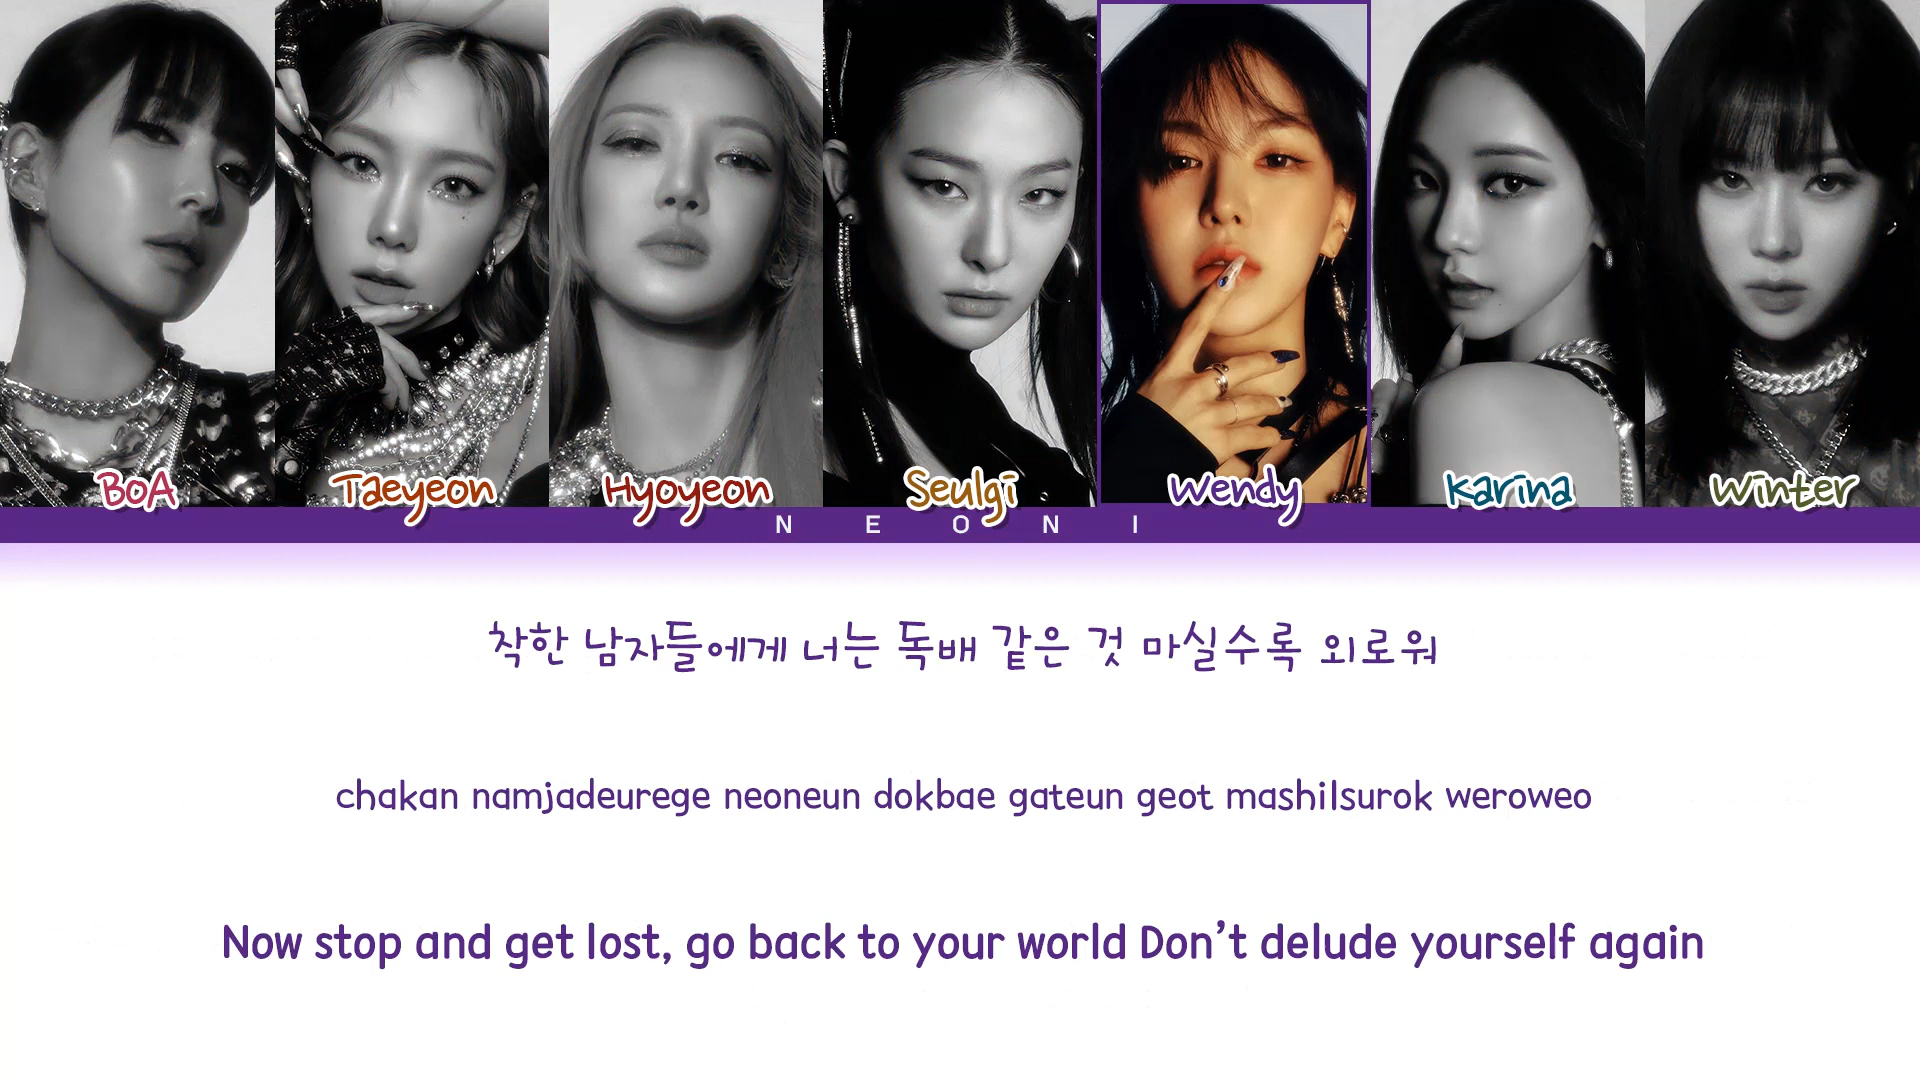 BoA Taeyeon Hyoyeon Seulgi Wendy Karina Winter
NEONI
착한 남자들에게 너는 독배 같은 것 마실수록 외로워
chakan namjadeurege neoneun dokbae gateun geot mashilsurok weroweo
Now stop and get lost, go back to your world Don't delude yourself again